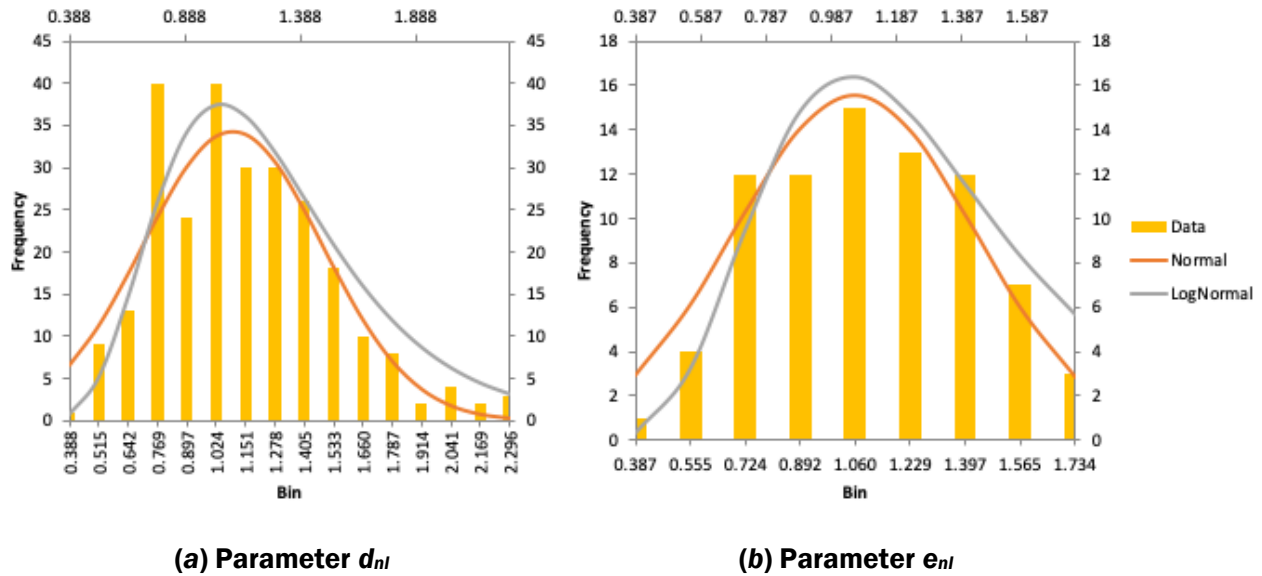 0.388 0.888 1.388 1.888
45 45
40 40
35 35
30 30
25 25
20 20
15 15
10 10
5 5
0 0
Frequency
0.388 0.515 0.642 0.769 0.897 1.024 1.151 1.278 1.405 1.533 1.660 1.787 1.914 2.041 2.169 2.296
Bin
(a) Parameter dnl
0.387 0.587 0.787 0.987 1.187 1.387 1.587
18 18
16 16
14 14
12 12
10 10
8 8
6 6
4 4
2 2
0 0
Frequency
0.387 0.555 0.724 0.892 1.060 1.229 1.397 1.565 1.734
Bin
(b) Parameter enl
Data
Normal
LogNormal